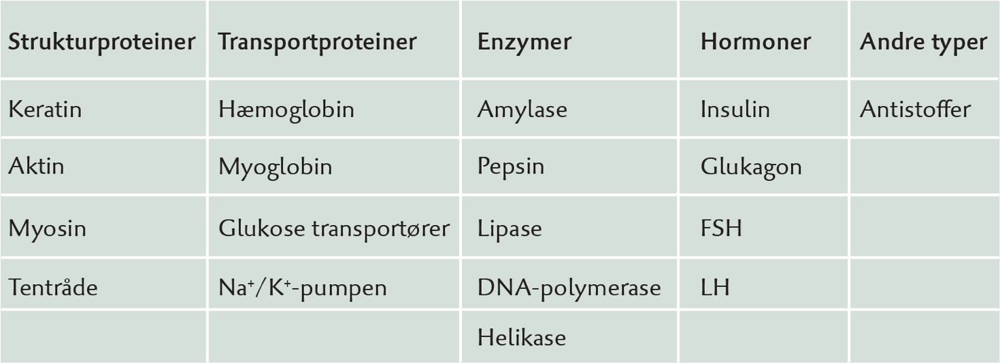 Strukturproteiner Transportproteiner Enzymer Hormoner Andre typer
Keratin Hæmoglobin Amylase Insulin Antistoffer
Aktin Myoglobin Pepsin Glukagon
Myosin Glukose transportører Lipase FSH
Tentråde Na⁺/K⁺-pumpen DNA-polymerase LH
Helikase